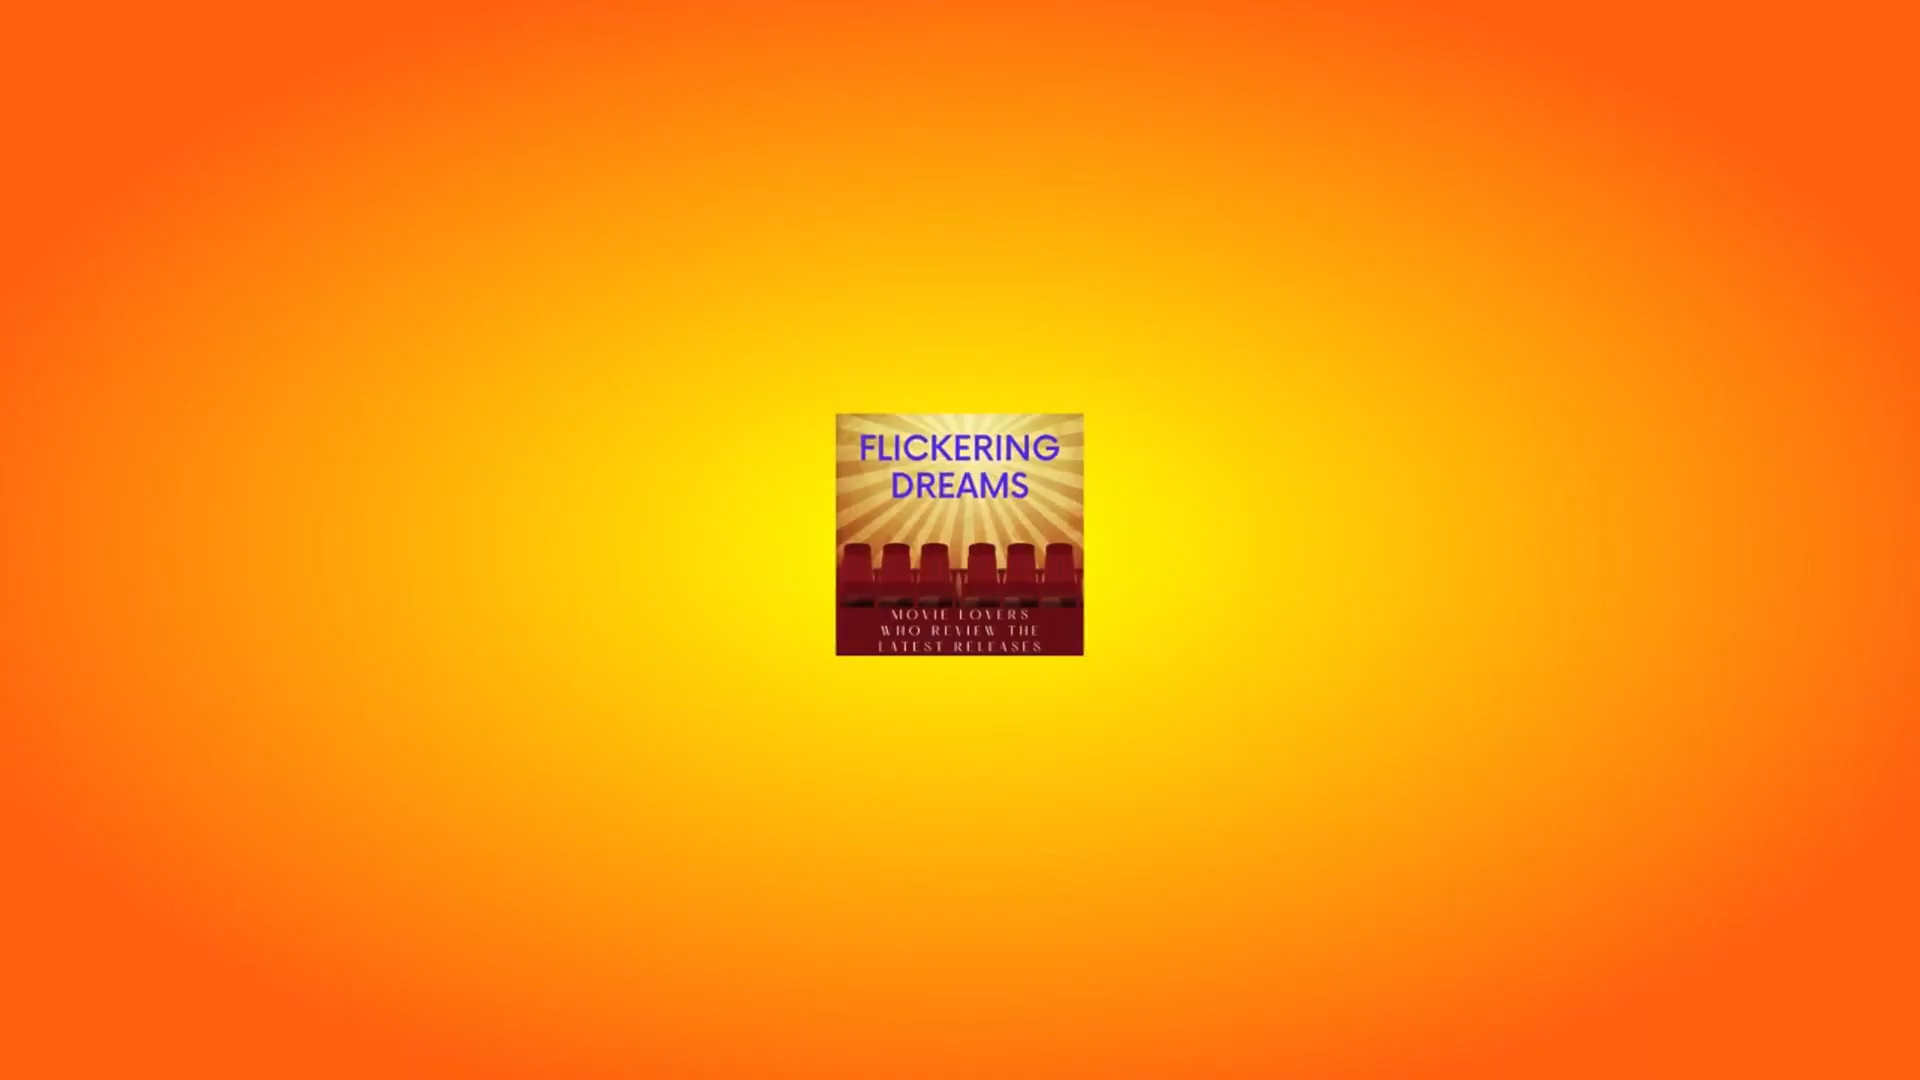 FLICKERING
DREAMS
MOVIE LOVERS
WHO REVIEW THE
LATEST RELEASES